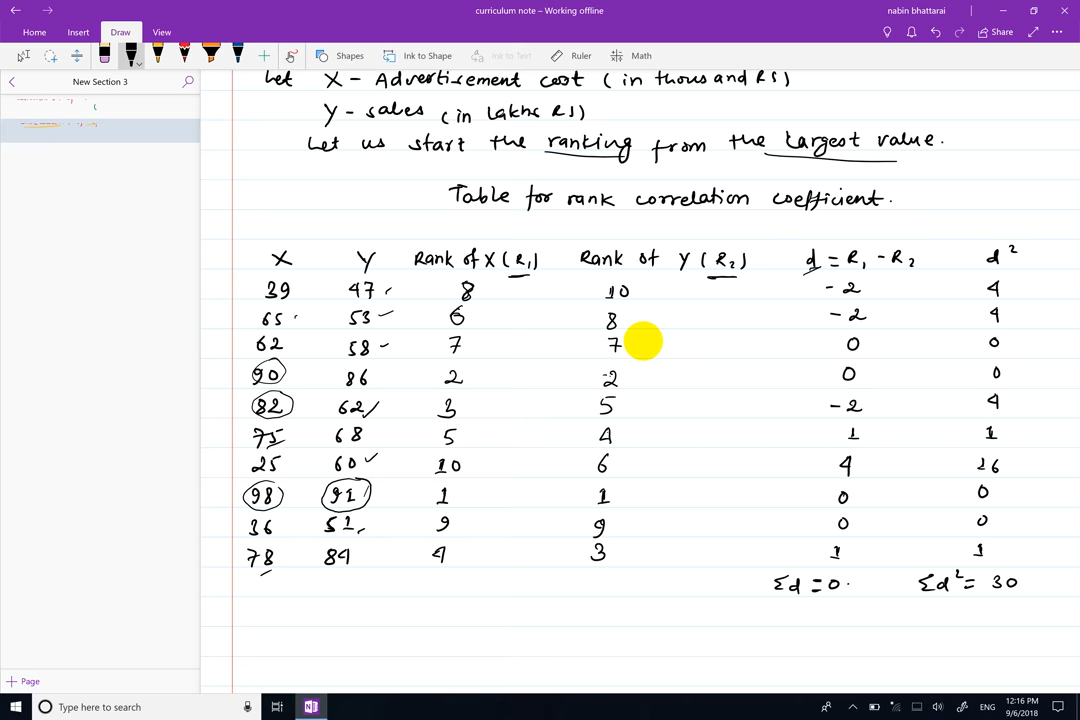 curriculum note – Working offline
nabin bhattarai
Home Insert Draw View
Share
Shapes Ink to Shape Ink to Text Ruler Math
New Section 3
Let X - Advertisement cost (in thousand RS)
Y - sales (in Lakhs RS)
Let us start the ranking from the largest value.
Table for rank correlation coefficient.
X Y Rank of X (R₁) Rank of Y (R₂) d = R₁ - R₂ d²
39 47 8 10 -2 4
65 53 6 8 -2 4
62 58 7 7 0 0
90 86 2 2 0 0
82 62 3 5 -2 4
75 68 5 4 1 1
25 60 10 6 4 16
98 91 1 1 0 0
36 51 9 9 0 0
78 84 4 3 1 1
Σd = 0. Σd² = 30
+ Page
Type here to search
ENG
12:16 PM
9/6/2018